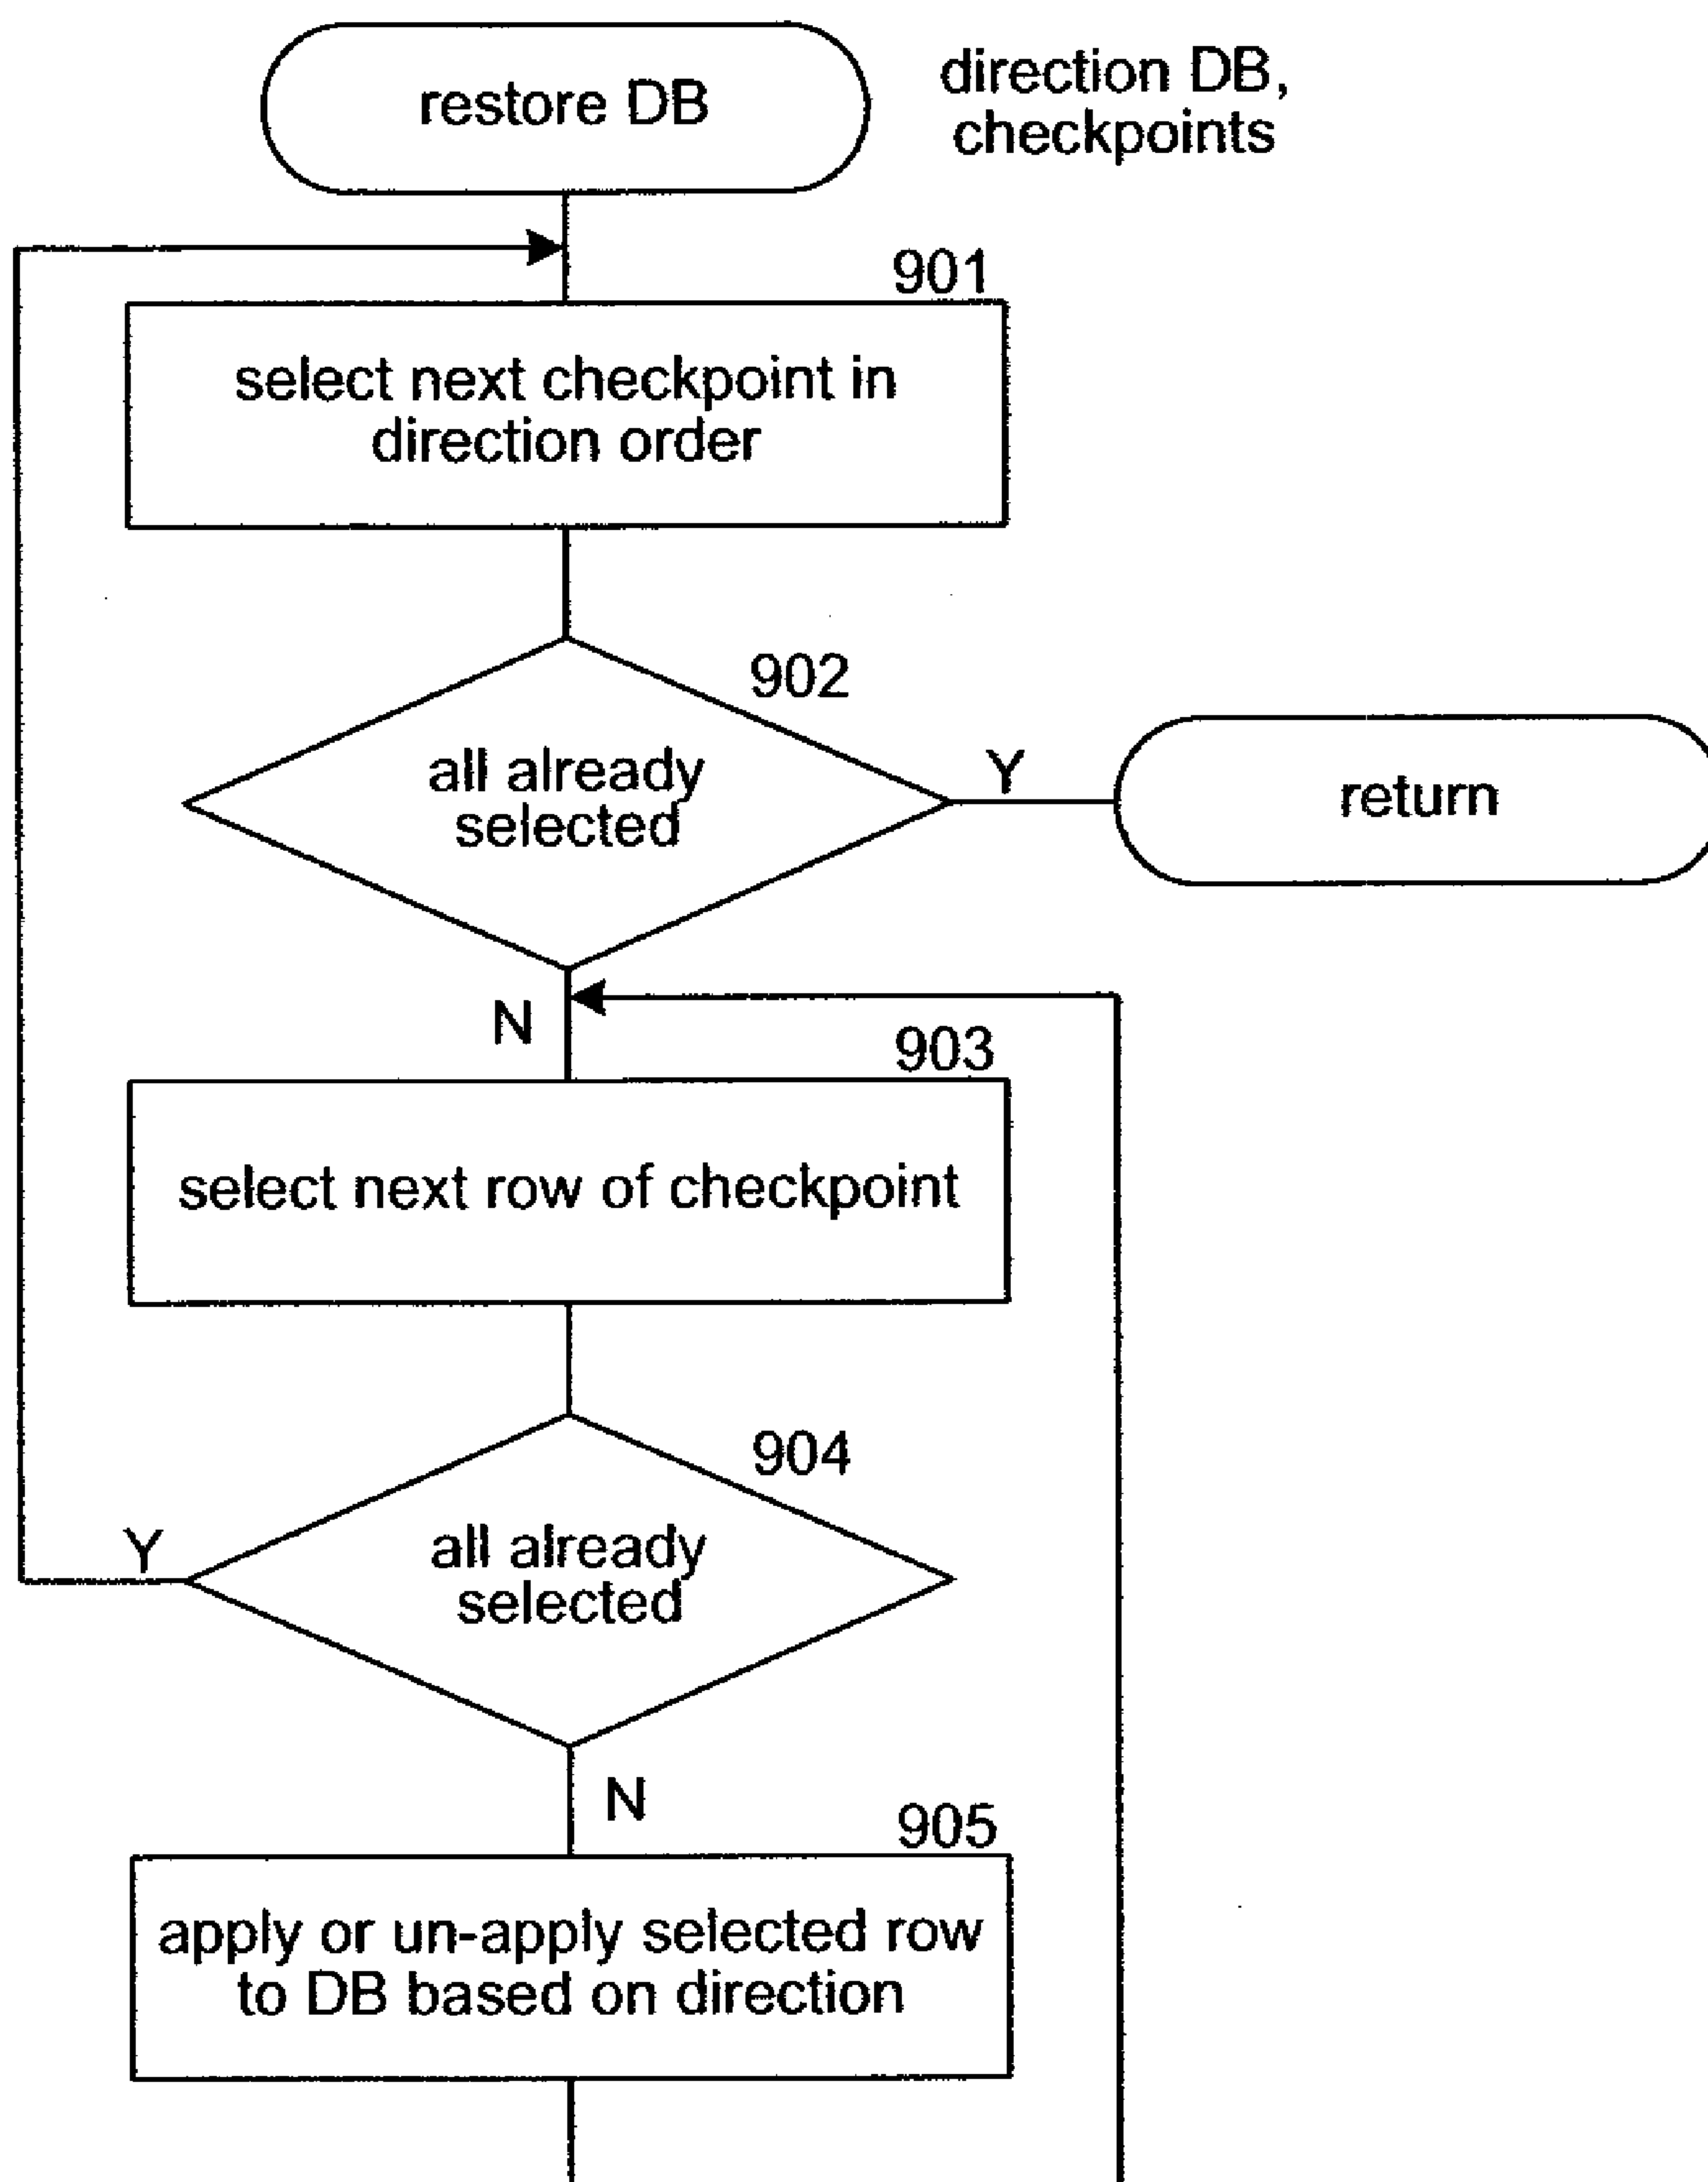 restore DB
direction DB,
checkpoints
901
select next checkpoint in
direction order
902
all already
selected
Y
return
N
903
select next row of checkpoint
904
all already
selected
Y
N
905
apply or un-apply selected row
to DB based on direction